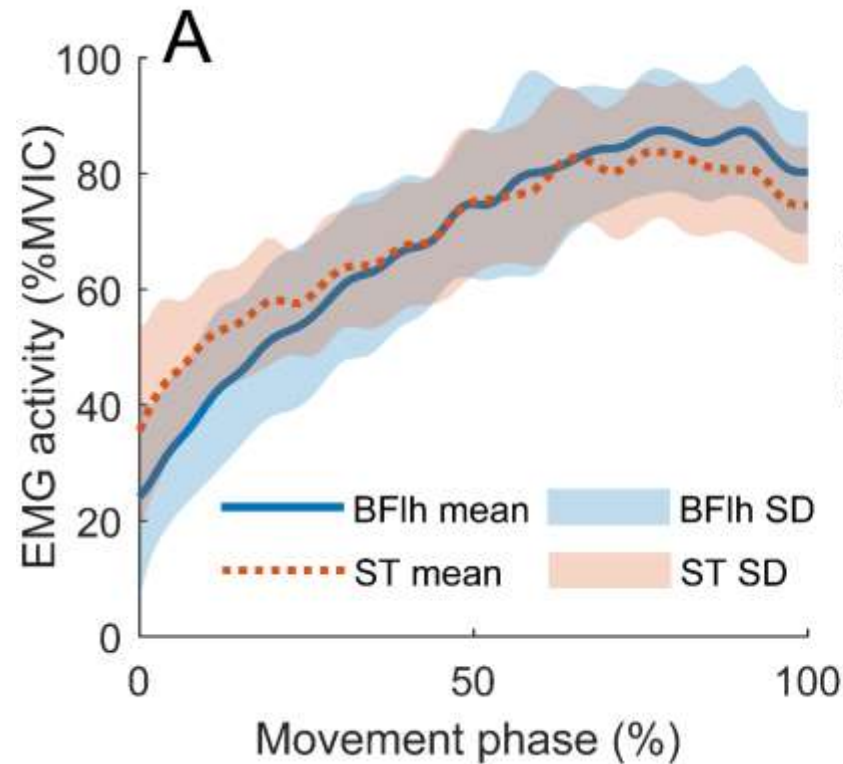 A
100
80
60
40
20
0
EMG activity (%MVIC)
BFlh mean
BFlh SD
ST mean
ST SD
0
50
100
Movement phase (%)